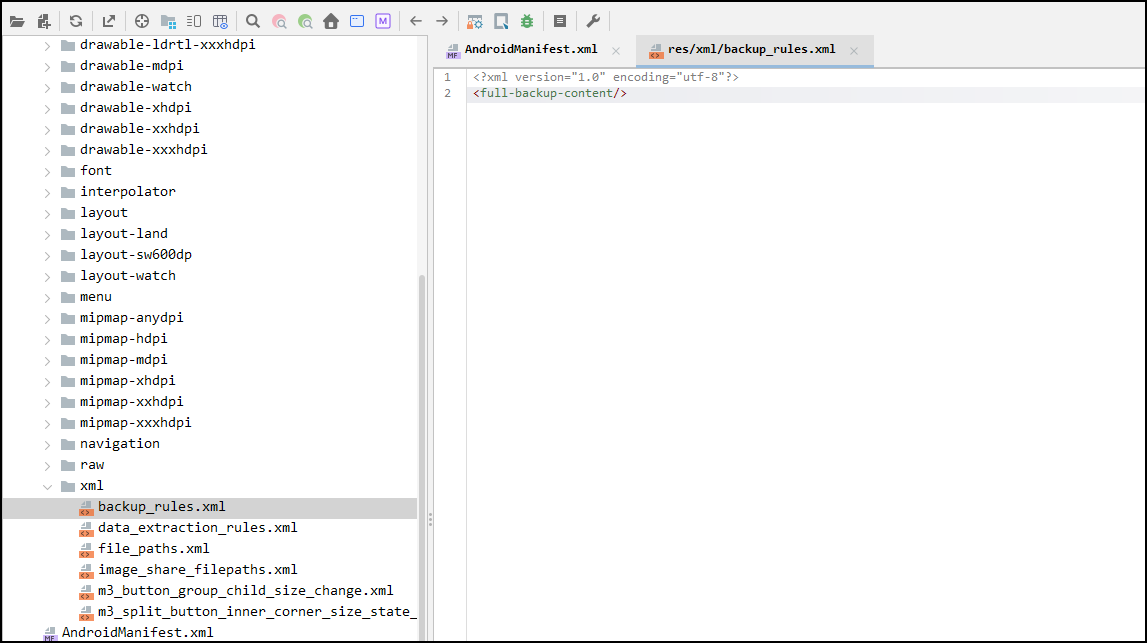 M
drawable-ldrtl-xxxhdpi
drawable-mdpi
drawable-watch
drawable-xhdpi
drawable-xxhdpi
drawable-xxxhdpi
font
interpolator
layout
layout-land
layout-sw600dp
layout-watch
menu
mipmap-anydpi
mipmap-hdpi
mipmap-mdpi
mipmap-xhdpi
mipmap-xxhdpi
mipmap-xxxhdpi
navigation
raw
xml
backup_rules.xml
data_extraction_rules.xml
file_paths.xml
image_share_filepaths.xml
m3_button_group_child_size_change.xml
m3_split_button_inner_corner_size_state_
MF AndroidManifest.xml
MF AndroidManifest.xml × res/xml/backup_rules.xml ×
1 <?xml version="1.0" encoding="utf-8"?>
2 <full-backup-content/>